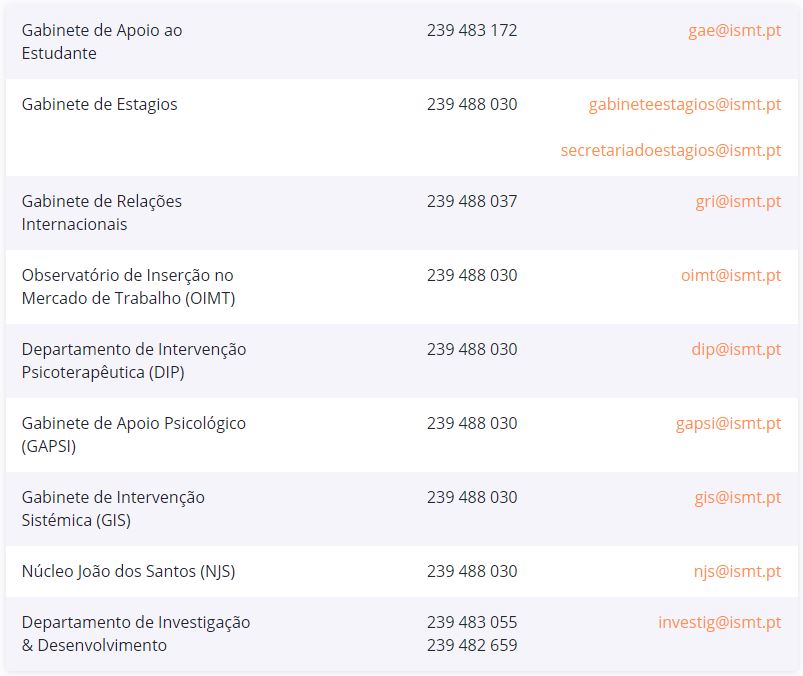 Gabinete de Apoio ao 239 483 172 gae@ismt.pt
Estudante
Gabinete de Estagios 239 488 030 gabineteestagios@ismt.pt
secretariadoestagios@ismt.pt
Gabinete de Relações 239 488 037 gri@ismt.pt
Internacionais
Observatório de Inserção no 239 488 030 oimt@ismt.pt
Mercado de Trabalho (OIMT)
Departamento de Intervenção 239 488 030 dip@ismt.pt
Psicoterapêutica (DIP)
Gabinete de Apoio Psicológico 239 488 030 gapsi@ismt.pt
(GAPSI)
Gabinete de Intervenção 239 488 030 gis@ismt.pt
Sistémica (GIS)
Núcleo João dos Santos (NJS) 239 488 030 njs@ismt.pt
Departamento de Investigação 239 483 055 investig@ismt.pt
& Desenvolvimento 239 482 659